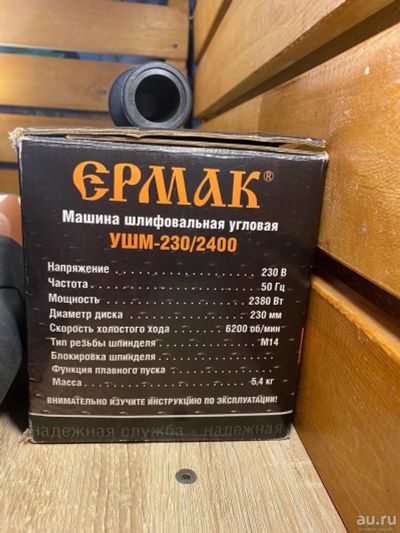 ЕРМАК®
Машина шлифовальная угловая
УШМ-230/2400
Напряжение ........ 230 В
Частота ........ 50 Гц
Мощность ........ 2380 Вт
Диаметр диска ........ 230 мм
Скорость холостого хода ........ 6200 об/мин
Тип резьбы шпинделя ........ М14
Блокировка шпинделя ........
Функция плавного пуска ........
Масса ........ 5,4 кг
ВНИМАТЕЛЬНО ИЗУЧИТЕ ИНСТРУКЦИЮ ПО ЭКСПЛУАТАЦИИ!
надежная служба - надежная
au.ru